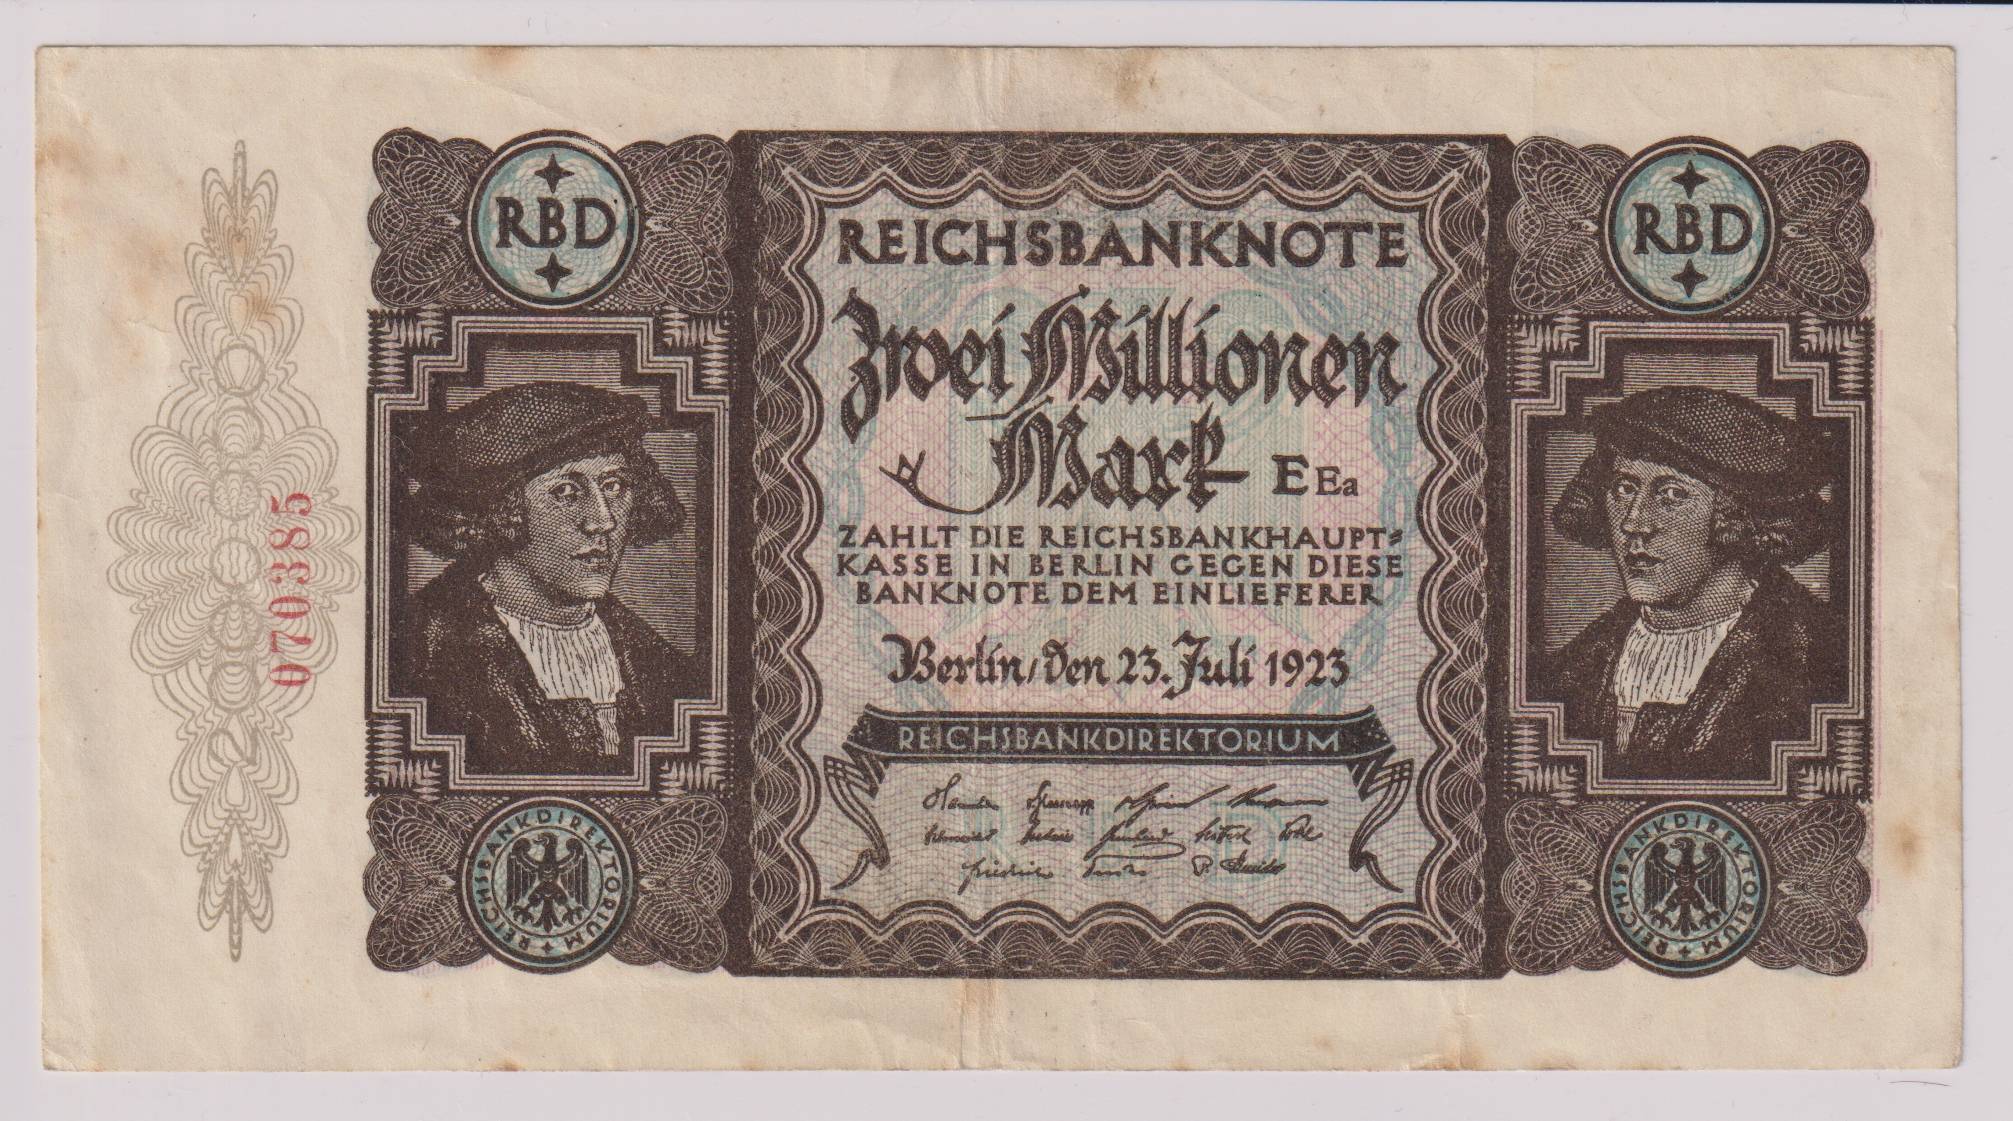 RBD
RBD
REICHSBANKNOTE
Zwei Millionen
Mark E Ea
ZAHLT DIE REICHSBANKHAUPT=
KASSE IN BERLIN GEGEN DIESE
BANKNOTE DEM EINLIEFERER
Berlin, den 23. Juli 1923
REICHSBANKDIREKTORIUM
070385
REICHSBANKDIREKTORIUM
REICHSBANKDIREKTORIUM